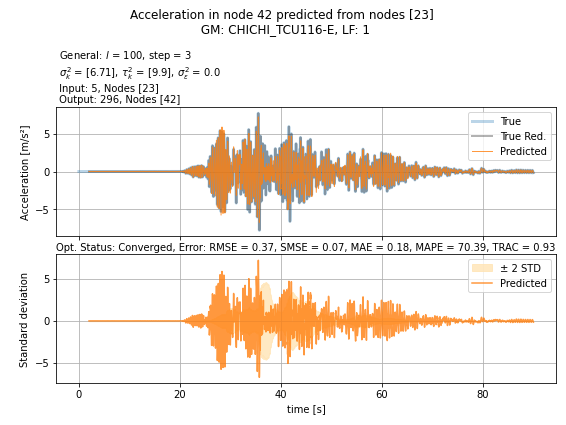 Acceleration in node 42 predicted from nodes [23]
GM: CHICHI_TCU116-E, LF: 1
General: l = 100, step = 3
σ²ₖ = [6.71], τ²ₖ = [9.9], σ²_ε = 0.0
Input: 5, Nodes [23]
Output: 296, Nodes [42]
Acceleration [m/s²]
5
0
−5
True
True Red.
Predicted
Opt. Status: Converged, Error: RMSE = 0.37, SMSE = 0.07, MAE = 0.18, MAPE = 70.39, TRAC = 0.93
Standard deviation
5
0
−5
± 2 STD
Predicted
0 20 40 60 80
time [s]